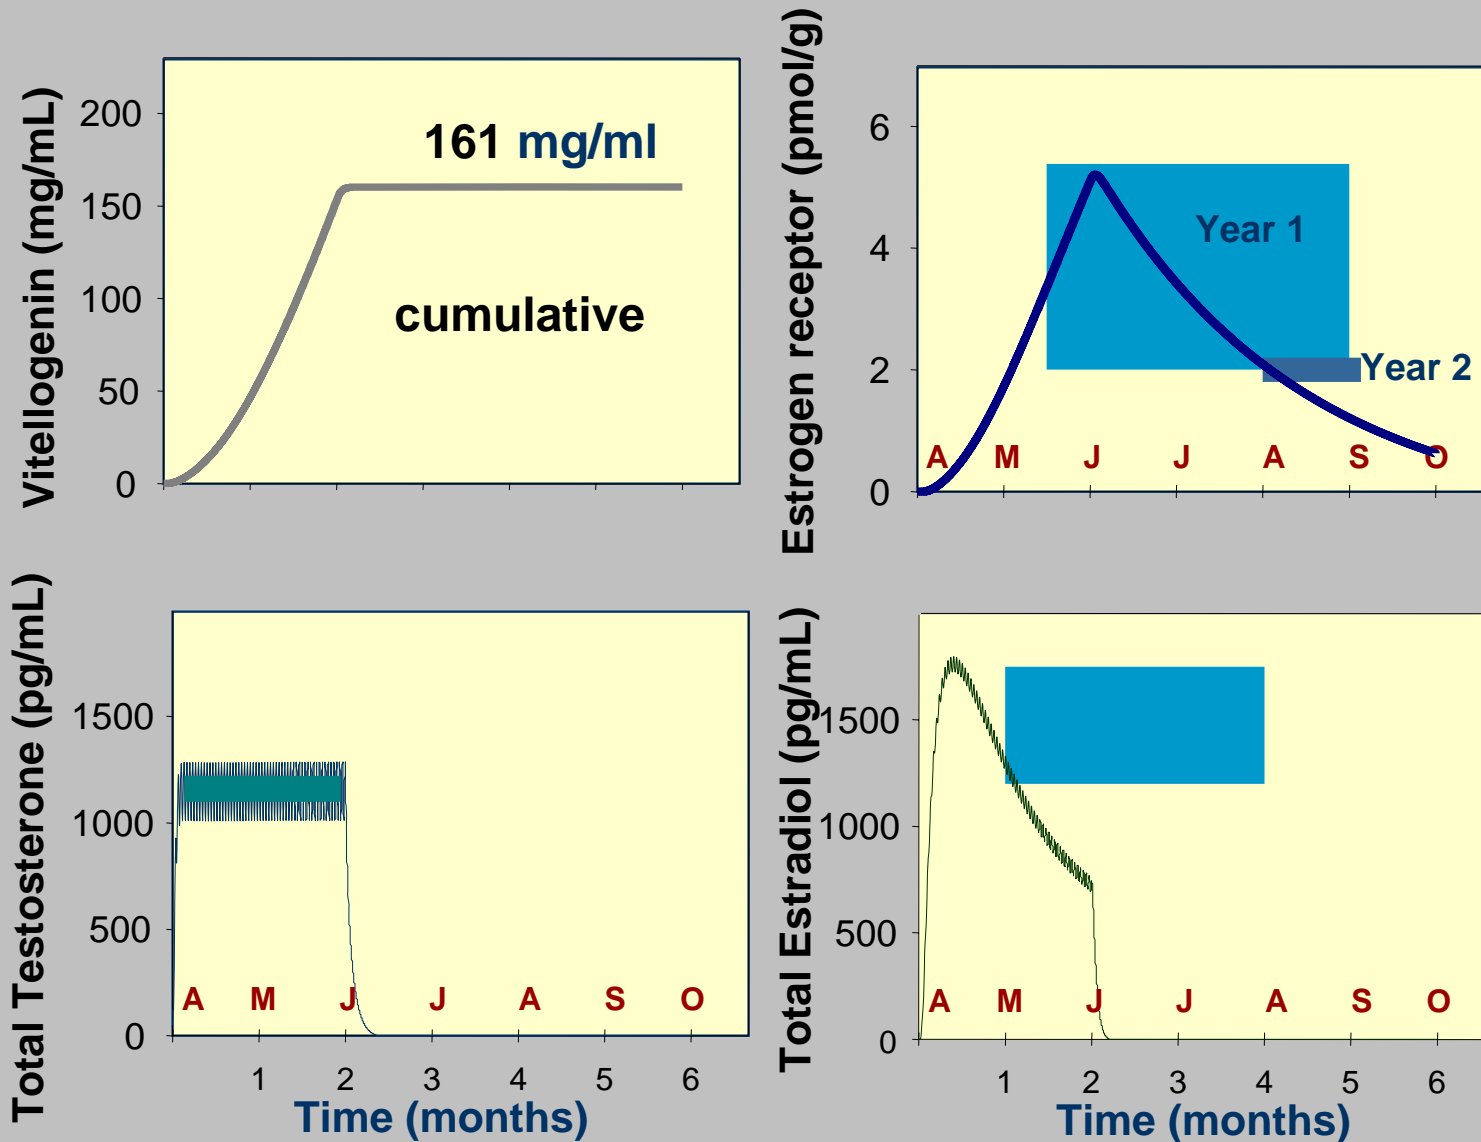 Vitellogenin (mg/mL)
200
150
100
50
0
161 mg/ml
cumulative
Estrogen receptor (pmol/g)
6
4
2
0
Year 1
Year 2
A M J J A S O
Total Testosterone (pg/mL)
1500
1000
500
0
A M J J A S O
1 2 3 4 5 6
Time (months)
Total Estradiol (pg/mL)
1500
1000
500
0
A M J J A S O
1 2 3 4 5 6
Time (months)